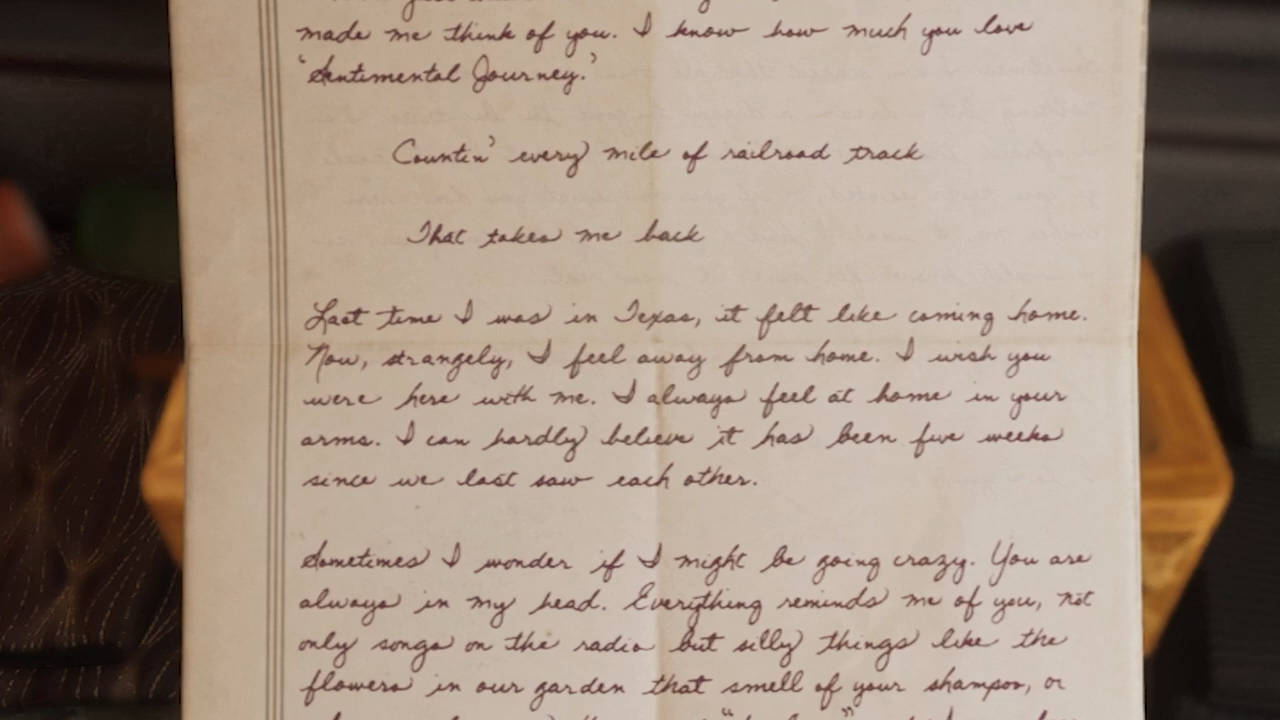 made me think of you. I know how much you love
'Sentimental Journey.'
Countin' every mile of railroad track
That takes me back
Last time I was in Texas, it felt like coming home.
Now, strangely, I feel away from home. I wish you
were here with me. I always feel at home in your
arms. I can hardly believe it has been five weeks
since we last saw each other.
Sometimes I wonder if I might be going crazy. You are
always in my head. Everything reminds me of you, not
only songs on the radio but silly things like the
flowers in our garden that smell of your shampoo, or